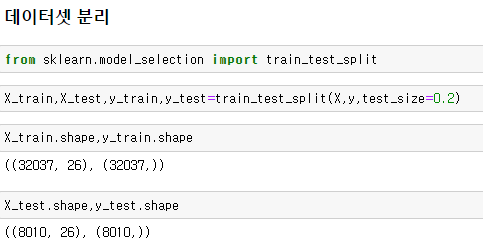 데이터셋 분리
from sklearn.model_selection import train_test_split
X_train,X_test,y_train,y_test=train_test_split(X,y,test_size=0.2)
X_train.shape,y_train.shape
((32037, 26), (32037,))
X_test.shape,y_test.shape
((8010, 26), (8010,))